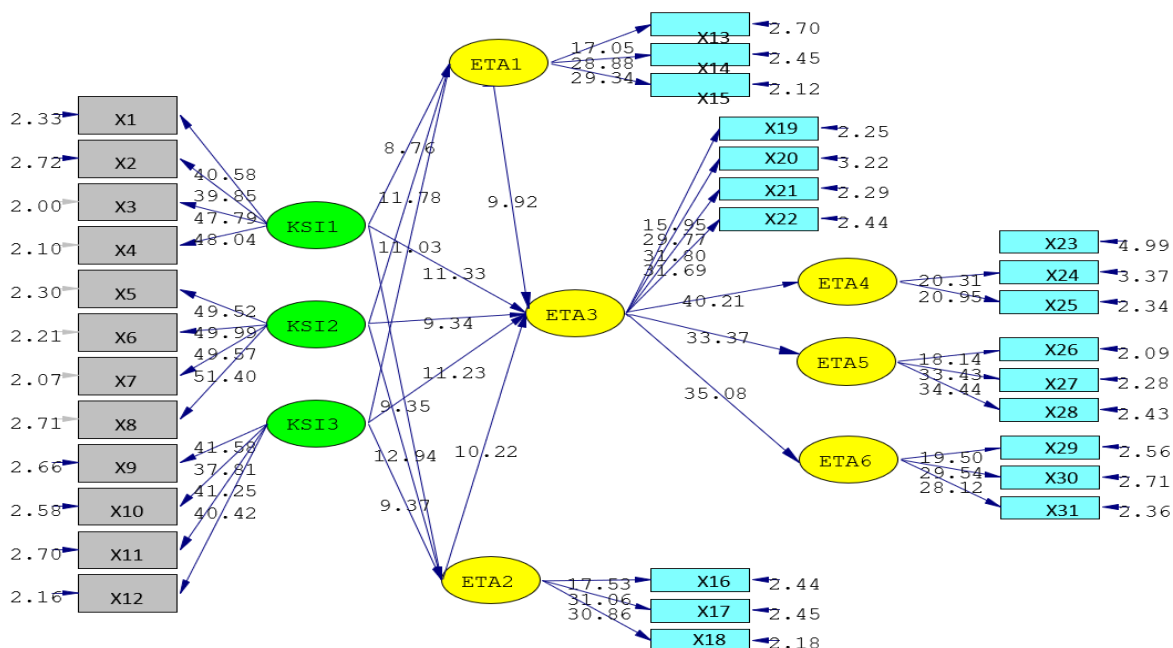 X13
2.70
17.05
ETA1
28.88
X14
2.45
29.34
X15
2.12
2.33
X1
X19
2.25
2.72
X2
8.76
X20
3.22
40.58
39.85
2.00
X3
11.78
9.92
X21
2.29
47.79
KSI1
15.95
X22
2.44
48.04
2.10
X4
11.03
29.77
X23
4.99
31.80
11.33
31.69
ETA4
20.31
X24
3.37
2.30
X5
40.21
20.95
X25
2.34
49.52
KSI2
9.34
ETA3
2.21
X6
49.99
33.37
X26
2.09
49.57
18.14
2.07
X7
11.23
ETA5
33.43
X27
2.28
51.40
35.08
34.44
2.71
X8
9.35
X28
2.43
KSI3
41.58
12.94
10.22
X29
2.56
2.66
X9
37.81
ETA6
19.50
41.25
29.54
X30
2.71
2.58
X10
40.42
9.37
28.12
X31
2.36
2.70
X11
2.16
X12
ETA2
17.53
X16
2.44
31.06
X17
2.45
30.86
X18
2.18